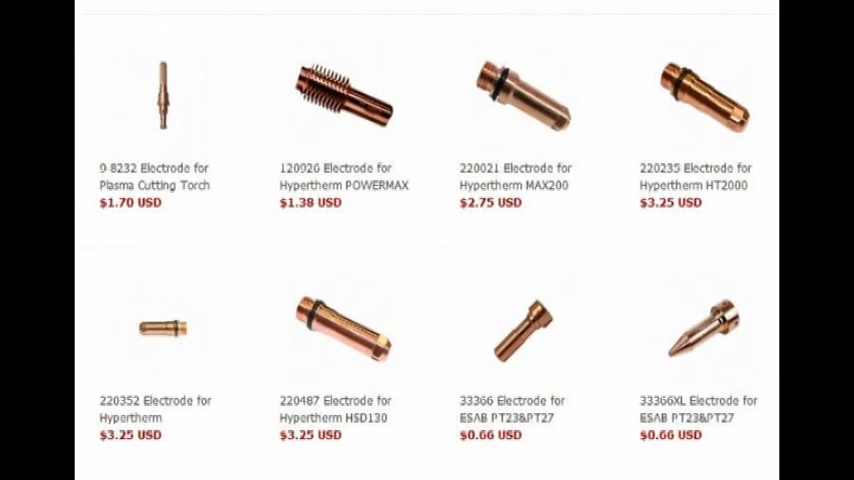 9-8232 Electrode for
Plasma Cutting Torch
$1.70 USD
120926 Electrode for
Hypertherm POWERMAX
$1.38 USD
220021 Electrode for
Hypertherm MAX200
$2.75 USD
220235 Electrode for
Hypertherm HT2000
$3.25 USD
220352 Electrode for
Hypertherm
$3.25 USD
220487 Electrode for
Hypertherm HSD130
$3.25 USD
33366 Electrode for
ESAB PT23&PT27
$0.66 USD
33366XL Electrode for
ESAB PT23&PT27
$0.66 USD